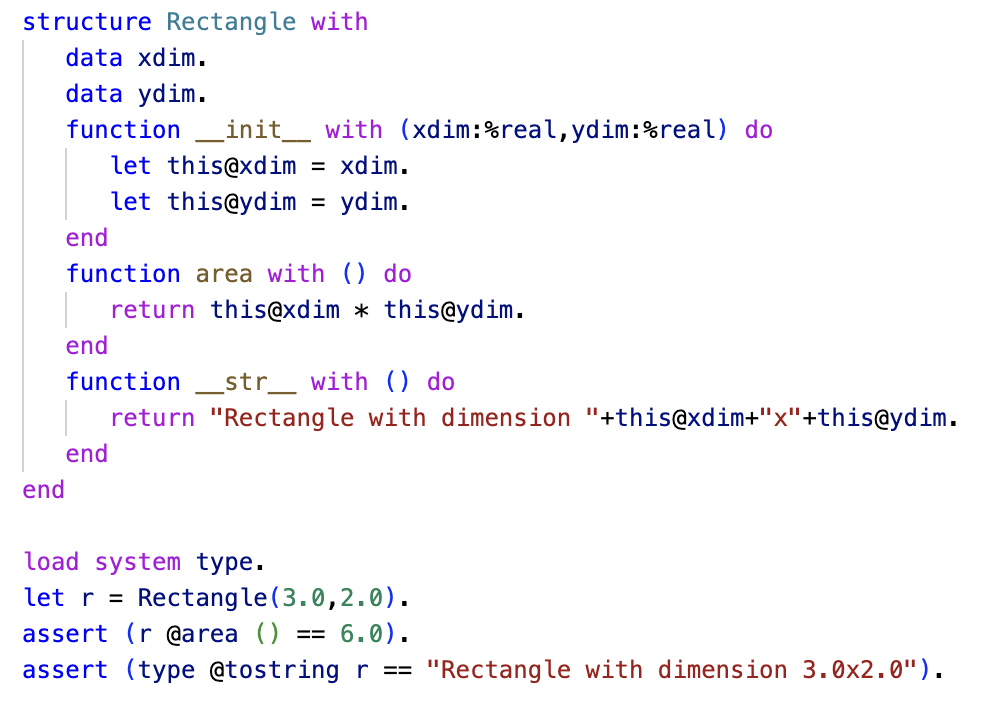 structure Rectangle with
   data xdim.
   data ydim.
   function __init__ with (xdim:%real,ydim:%real) do
      let this@xdim = xdim.
      let this@ydim = ydim.
   end
   function area with () do
      return this@xdim * this@ydim.
   end
   function __str__ with () do
      return "Rectangle with dimension "+this@xdim+"x"+this@ydim.
   end
end

load system type.
let r = Rectangle(3.0,2.0).
assert (r @area () == 6.0).
assert (type @tostring r == "Rectangle with dimension 3.0x2.0").